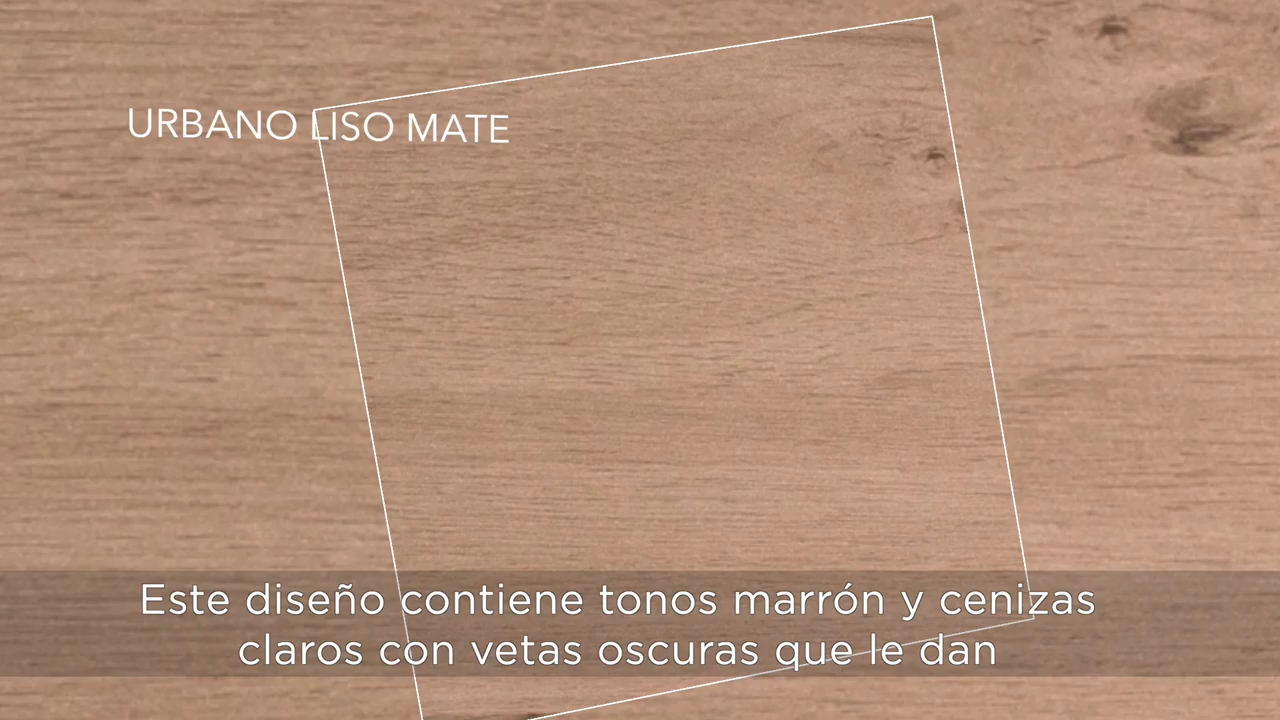 URBANO LISO MATE
Este diseño contiene tonos marrón y cenizas
claros con vetas oscuras que le dan